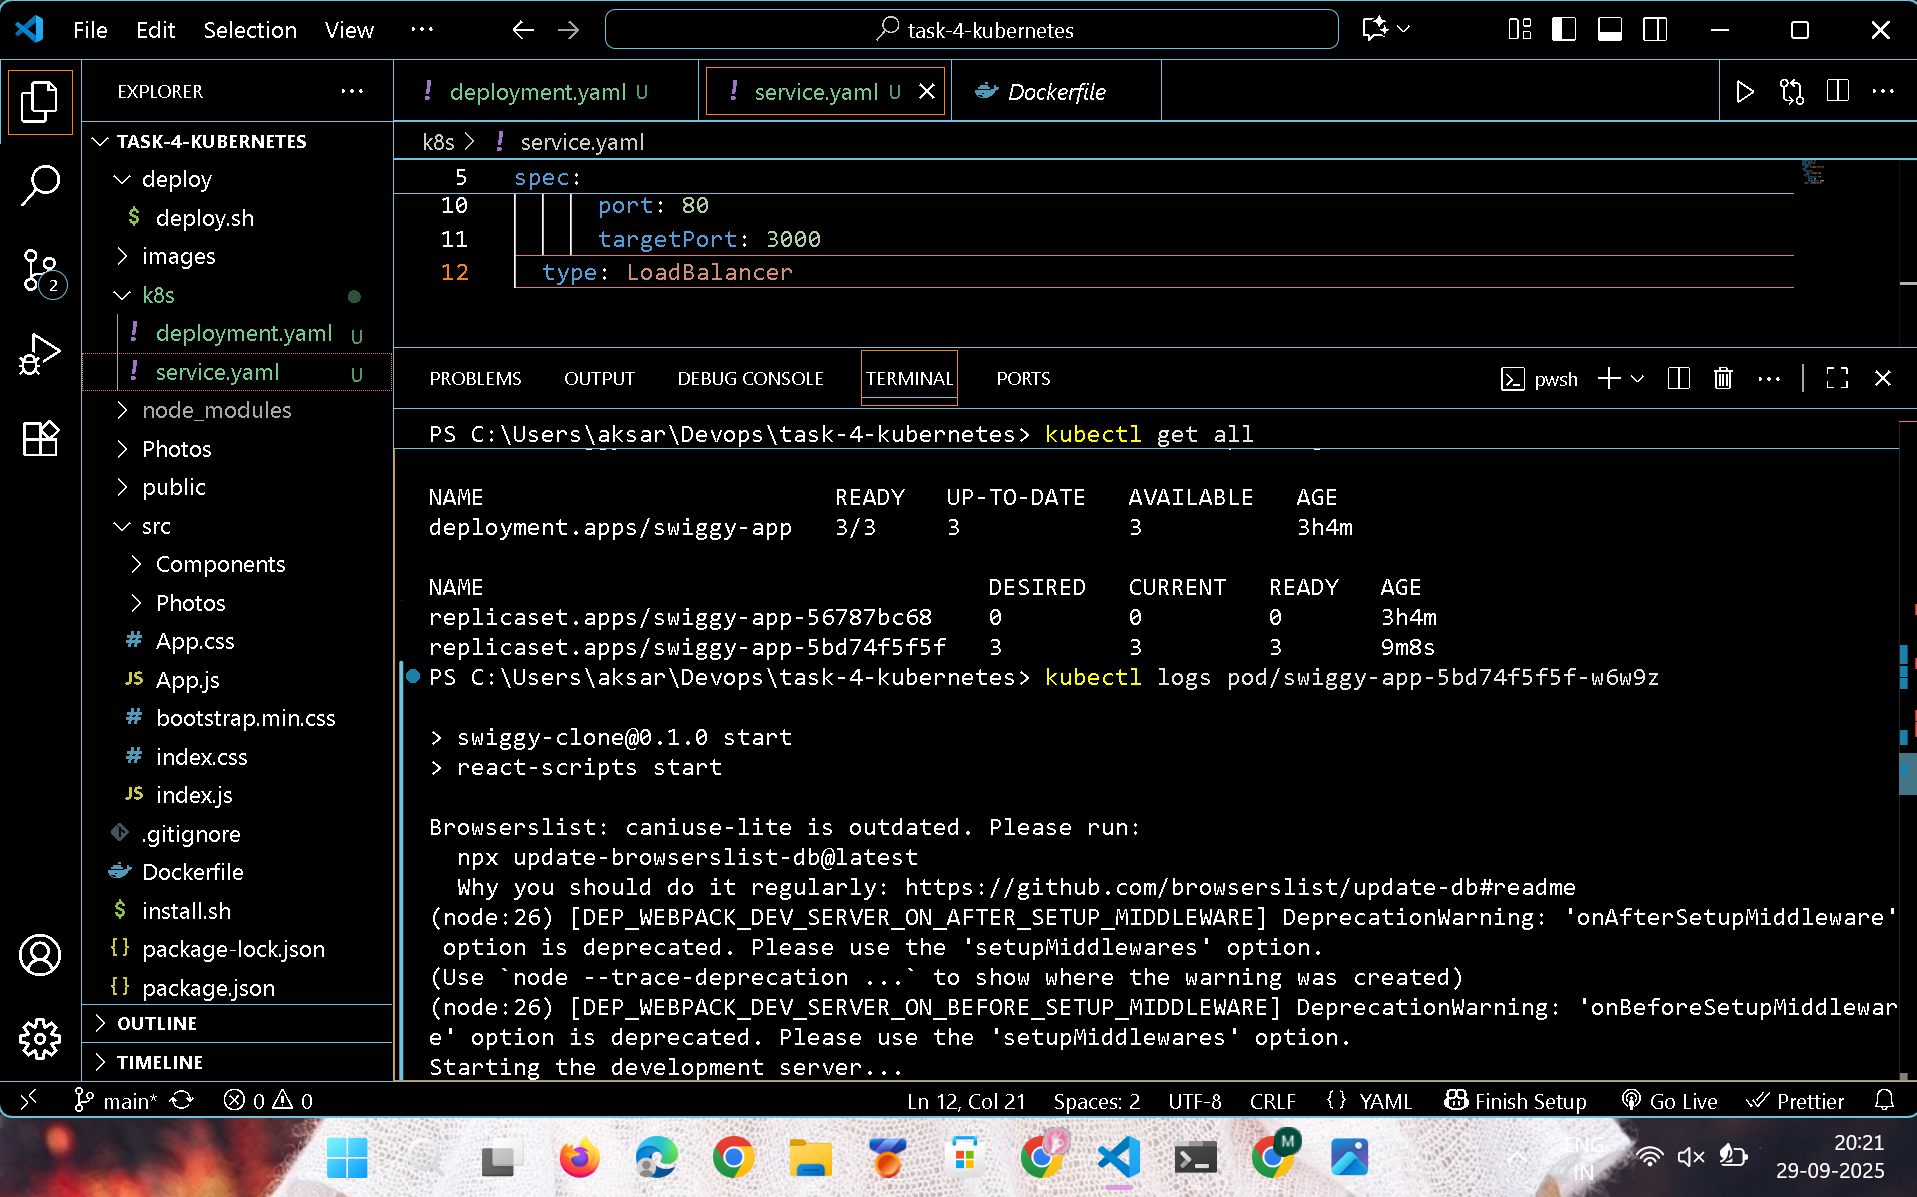 File Edit Selection View ··· task-4-kubernetes
EXPLORER
TASK-4-KUBERNETES
deploy
$ deploy.sh
images
k8s
! deployment.yaml U
! service.yaml U
node_modules
Photos
public
src
Components
Photos
# App.css
JS App.js
# bootstrap.min.css
# index.css
JS index.js
.gitignore
Dockerfile
$ install.sh
{} package-lock.json
{} package.json
OUTLINE
TIMELINE
2
! deployment.yaml U ! service.yaml U Dockerfile
k8s > ! service.yaml
5 spec:
10 port: 80
11 targetPort: 3000
12 type: LoadBalancer
PROBLEMS OUTPUT DEBUG CONSOLE TERMINAL PORTS pwsh
PS C:\Users\aksar\Devops\task-4-kubernetes> kubectl get all
NAME READY UP-TO-DATE AVAILABLE AGE
deployment.apps/swiggy-app 3/3 3 3 3h4m
NAME DESIRED CURRENT READY AGE
replicaset.apps/swiggy-app-56787bc68 0 0 0 3h4m
replicaset.apps/swiggy-app-5bd74f5f5f 3 3 3 9m8s
PS C:\Users\aksar\Devops\task-4-kubernetes> kubectl logs pod/swiggy-app-5bd74f5f5f-w6w9z
> swiggy-clone@0.1.0 start
> react-scripts start
Browserslist: caniuse-lite is outdated. Please run:
npx update-browserslist-db@latest
Why you should do it regularly: https://github.com/browserslist/update-db#readme
(node:26) [DEP_WEBPACK_DEV_SERVER_ON_AFTER_SETUP_MIDDLEWARE] DeprecationWarning: 'onAfterSetupMiddleware'
option is deprecated. Please use the 'setupMiddlewares' option.
(Use `node --trace-deprecation ...` to show where the warning was created)
(node:26) [DEP_WEBPACK_DEV_SERVER_ON_BEFORE_SETUP_MIDDLEWARE] DeprecationWarning: 'onBeforeSetupMiddlewar
e' option is deprecated. Please use the 'setupMiddlewares' option.
Starting the development server...
main* 0 0 Ln 12, Col 21 Spaces: 2 UTF-8 CRLF {} YAML Finish Setup Go Live Prettier
M
ENG
IN
20:21
29-09-2025